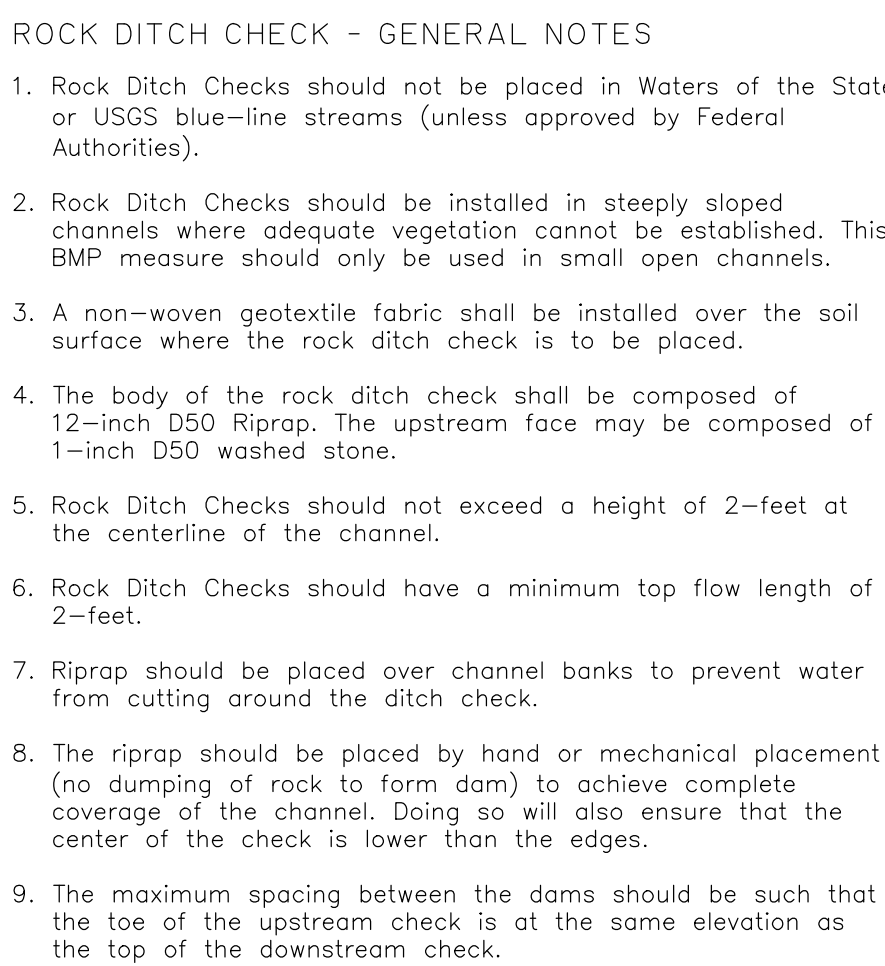 ROCK DITCH CHECK - GENERAL NOTES
1. Rock Ditch Checks should not be placed in Waters of the State
or USGS blue-line streams (unless approved by Federal
Authorities).
2. Rock Ditch Checks should be installed in steeply sloped
channels where adequate vegetation cannot be established. This
BMP measure should only be used in small open channels.
3. A non-woven geotextile fabric shall be installed over the soil
surface where the rock ditch check is to be placed.
4. The body of the rock ditch check shall be composed of
12-inch D50 Riprap. The upstream face may be composed of
1-inch D50 washed stone.
5. Rock Ditch Checks should not exceed a height of 2-feet at
the centerline of the channel.
6. Rock Ditch Checks should have a minimum top flow length of
2-feet.
7. Riprap should be placed over channel banks to prevent water
from cutting around the ditch check.
8. The riprap should be placed by hand or mechanical placement
(no dumping of rock to form dam) to achieve complete
coverage of the channel. Doing so will also ensure that the
center of the check is lower than the edges.
9. The maximum spacing between the dams should be such that
the toe of the upstream check is at the same elevation as
the top of the downstream check.